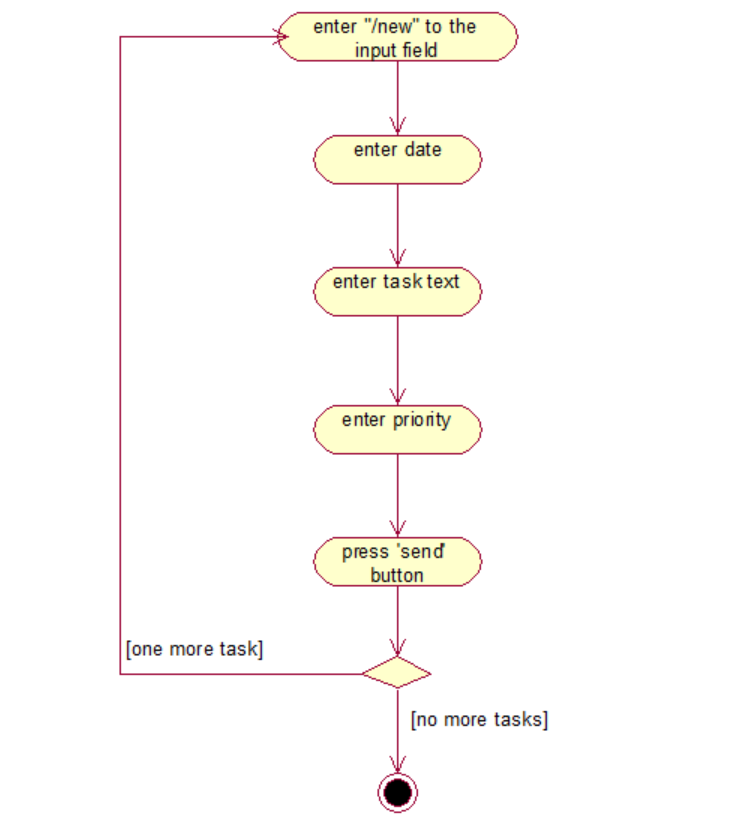 enter "/new" to the
input field
enter date
enter task text
enter priority
press 'send'
button
[one more task]
[no more tasks]